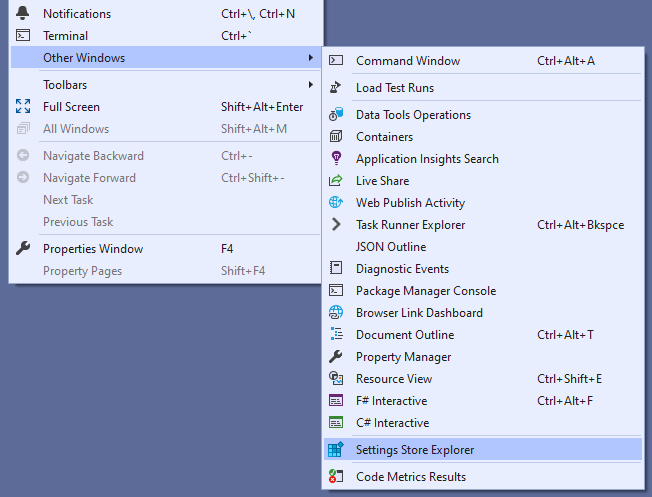 Notifications Ctrl+\, Ctrl+N
Terminal Ctrl+`
Other Windows
Toolbars
Full Screen Shift+Alt+Enter
All Windows Shift+Alt+M
Navigate Backward Ctrl+-
Navigate Forward Ctrl+Shift+-
Next Task
Previous Task
Properties Window F4
Property Pages Shift+F4
Command Window Ctrl+Alt+A
Load Test Runs
Data Tools Operations
Containers
Application Insights Search
Live Share
Web Publish Activity
Task Runner Explorer Ctrl+Alt+Bkspce
JSON Outline
Diagnostic Events
Package Manager Console
Browser Link Dashboard
Document Outline Ctrl+Alt+T
Property Manager
Resource View Ctrl+Shift+E
F# Interactive Ctrl+Alt+F
C# Interactive
Settings Store Explorer
Code Metrics Results